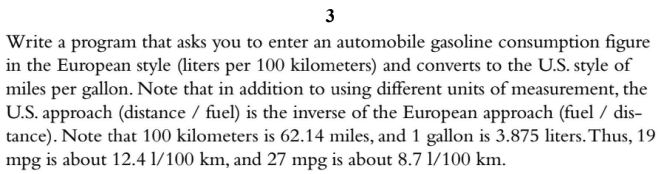 3
Write a program that asks you to enter an automobile gasoline consumption figure
in the European style (liters per 100 kilometers) and converts to the U.S. style of
miles per gallon. Note that in addition to using different units of measurement, the
U.S. approach (distance / fuel) is the inverse of the European approach (fuel / dis-
tance). Note that 100 kilometers is 62.14 miles, and 1 gallon is 3.875 liters. Thus, 19
mpg is about 12.4 l/100 km, and 27 mpg is about 8.7 l/100 km.